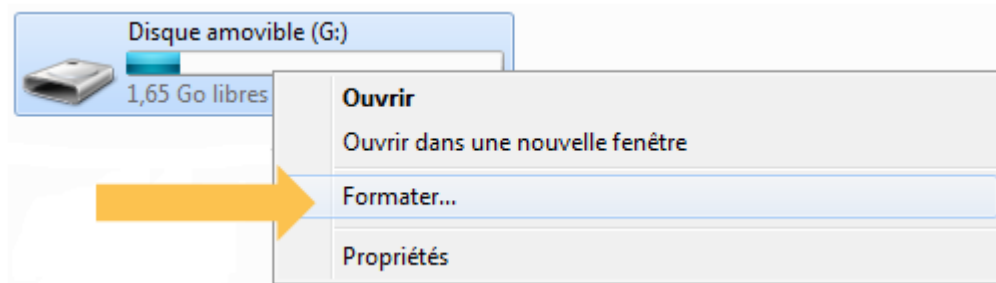 Disque amovible (G:)
1,65 Go libres
Ouvrir
Ouvrir dans une nouvelle fenêtre
Formater...
Propriétés